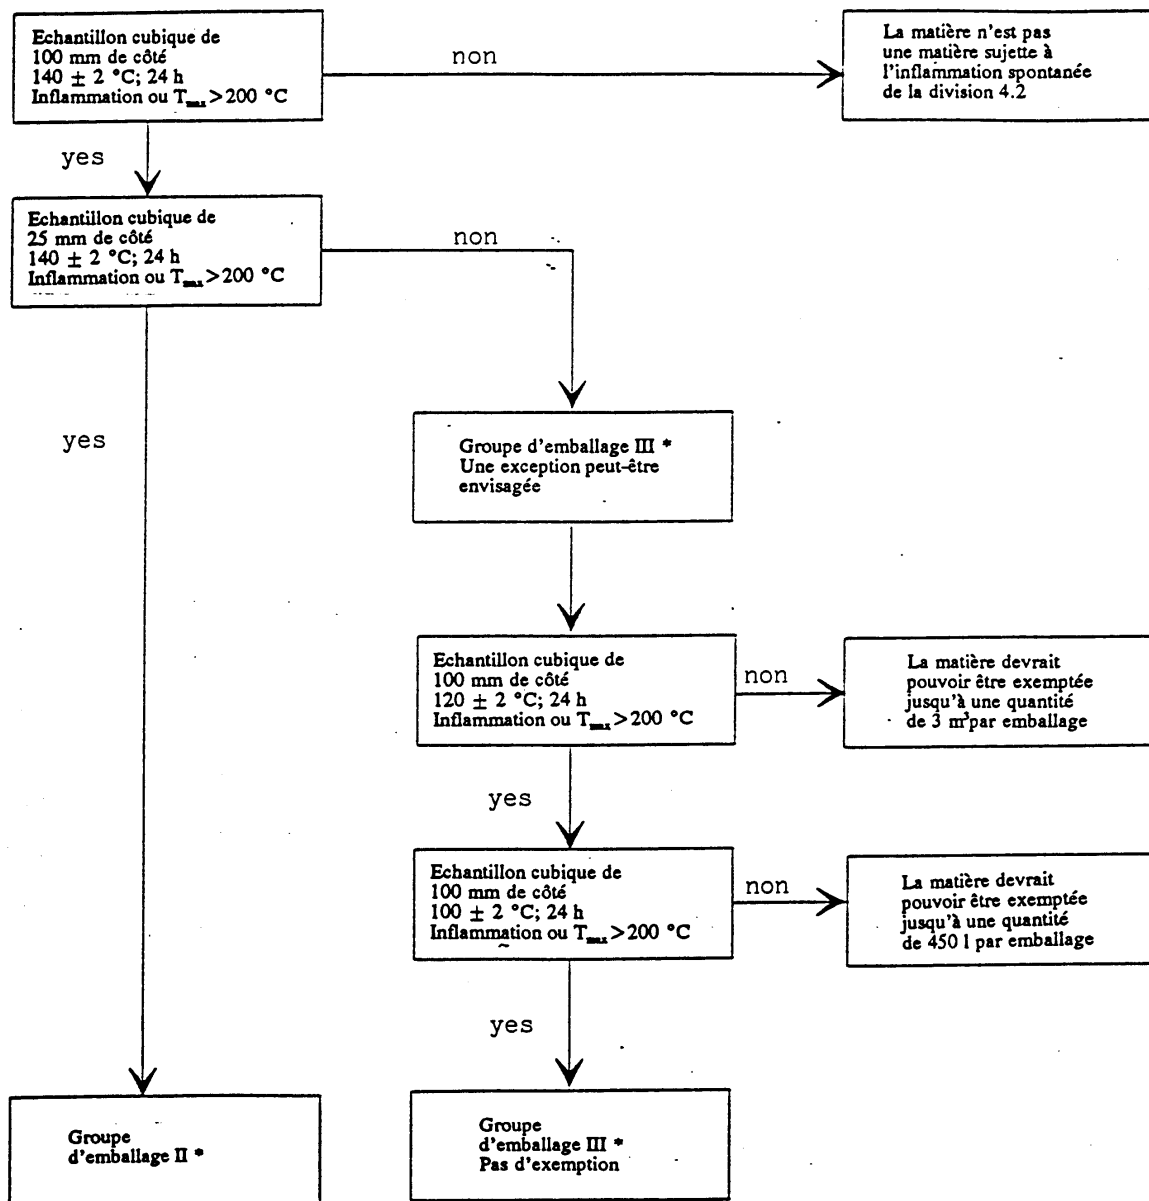 Echantillon cubique de
100 mm de côté
140 ± 2 °C; 24 h
Inflammation ou Tmax > 200 °C
non
La matière n'est pas
une matière sujette à
l'inflammation spontanée
de la division 4.2
yes
Echantillon cubique de
25 mm de côté
140 ± 2 °C; 24 h
Inflammation ou Tmax > 200 °C
non
yes
Groupe d'emballage III *
Une exception peut-être
envisagée
Echantillon cubique de
100 mm de côté
120 ± 2 °C; 24 h
Inflammation ou Tmax > 200 °C
non
La matière devrait
pouvoir être exemptée
jusqu'à une quantité
de 3 m³ par emballage
yes
Echantillon cubique de
100 mm de côté
100 ± 2 °C; 24 h
Inflammation ou Tmax > 200 °C
non
La matière devrait
pouvoir être exemptée
jusqu'à une quantité
de 450 l par emballage
yes
Groupe
d'emballage II *
Groupe
d'emballage III *
Pas d'exemption